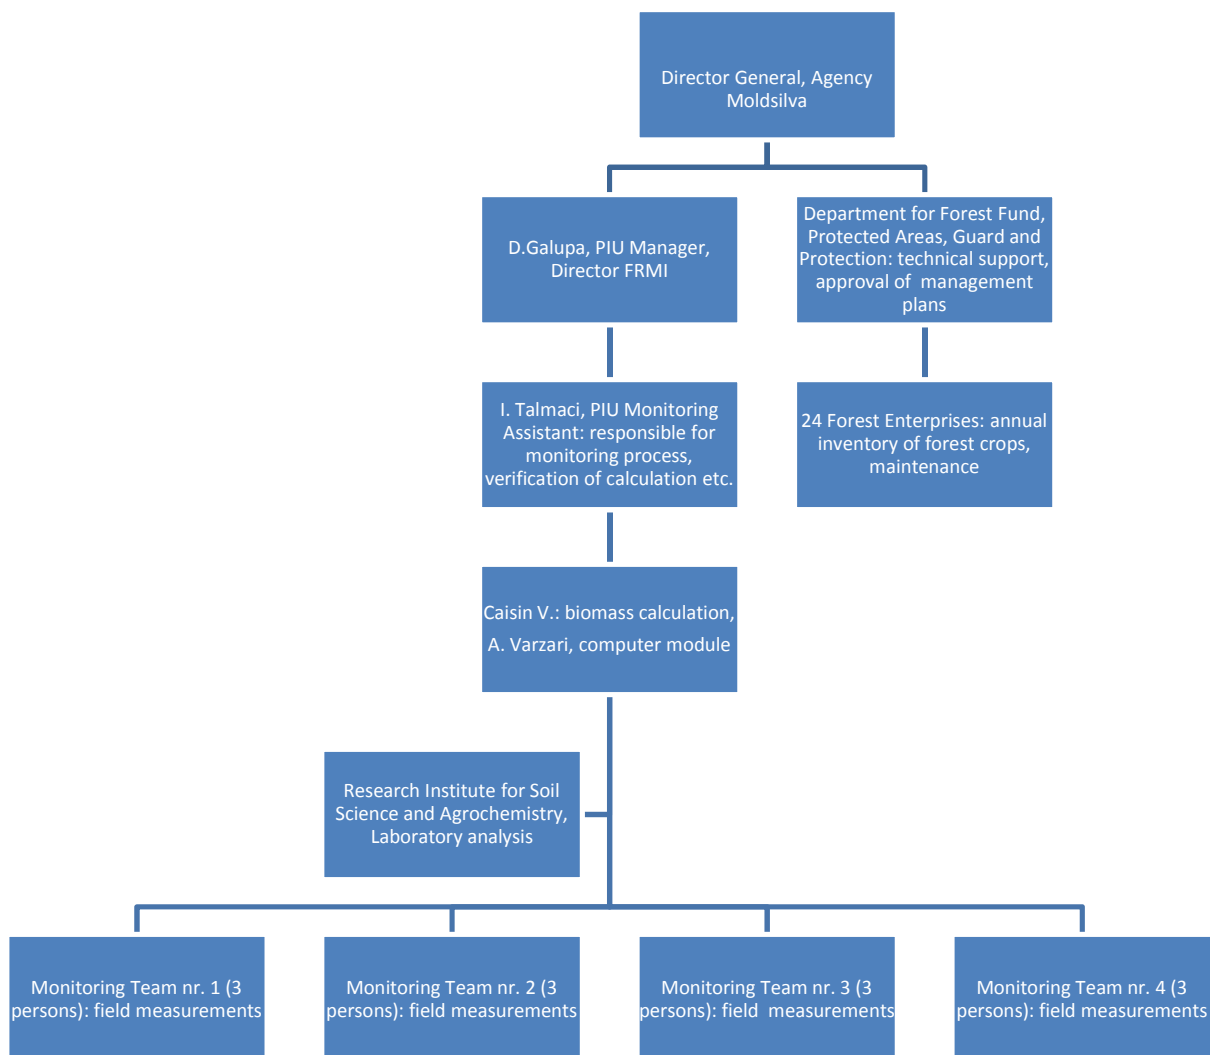 Director General, Agency
Moldsilva
D.Galupa, PIU Manager,
Director FRMI
Department for Forest Fund,
Protected Areas, Guard and
Protection: technical support,
approval of  management
plans
I. Talmaci, PIU Monitoring
Assistant: responsible for
monitoring process,
verification of calculation etc.
24 Forest Enterprises: annual
inventory of forest crops,
maintenance
Caisin V.: biomass calculation,
A. Varzari, computer module
Research Institute for Soil
Science and Agrochemistry,
Laboratory analysis
Monitoring Team nr. 1 (3
persons): field measurements
Monitoring Team nr. 2 (3
persons): field measurements
Monitoring Team nr. 3 (3
persons): field  measurements
Monitoring Team nr. 4 (3
persons): field measurements